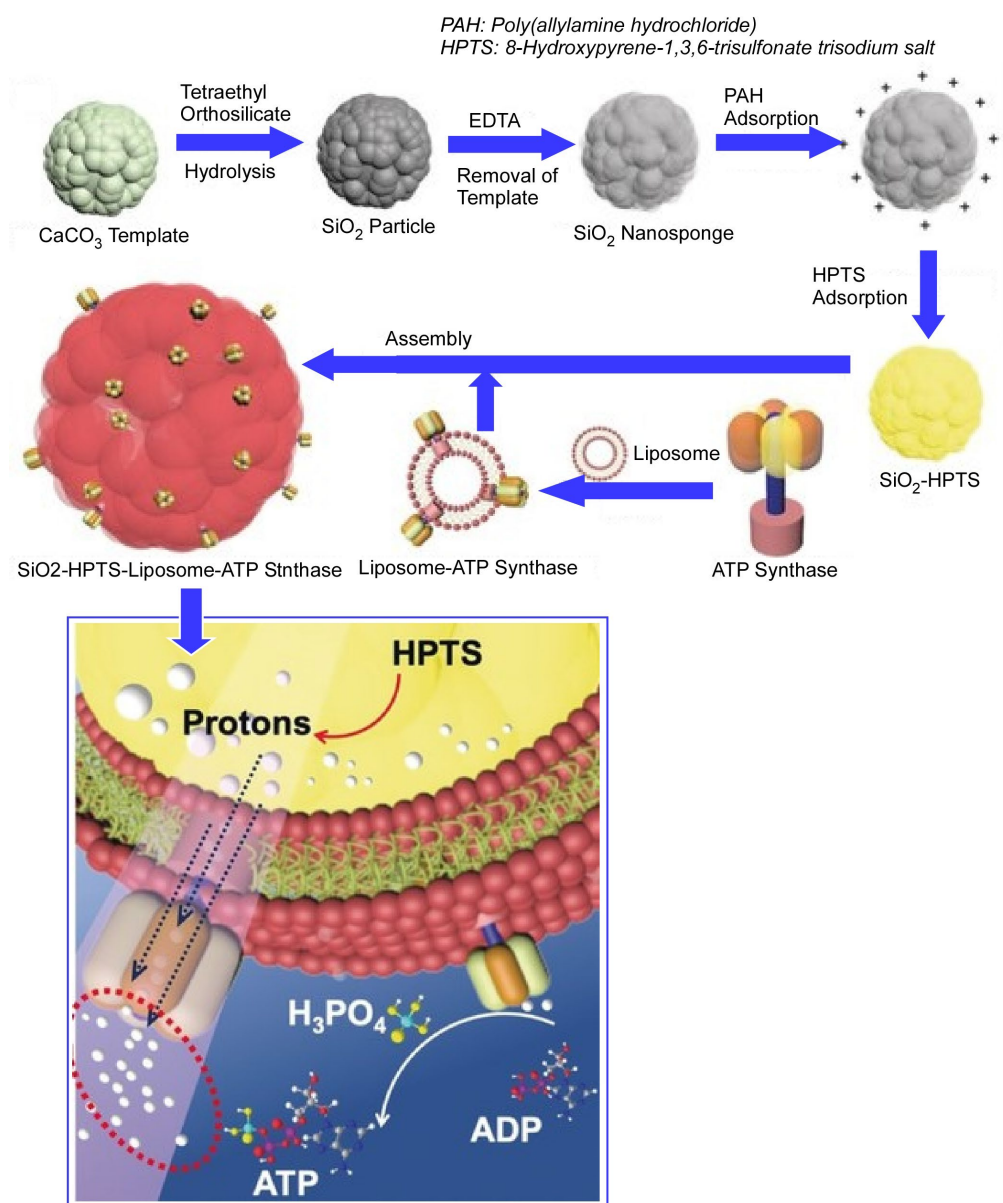 PAH: Poly(allylamine hydrochloride)
HPTS: 8-Hydroxypyrene-1,3,6-trisulfonate trisodium salt
Tetraethyl
Orthosilicate
Hydrolysis
EDTA
Removal of
Template
PAH
Adsorption
CaCO₃ Template
SiO₂ Particle
SiO₂ Nanosponge
HPTS
Adsorption
Assembly
Liposome
SiO₂-HPTS
SiO2-HPTS-Liposome-ATP Stnthase
Liposome-ATP Synthase
ATP Synthase
HPTS
Protons
H₃PO₄
ADP
ATP